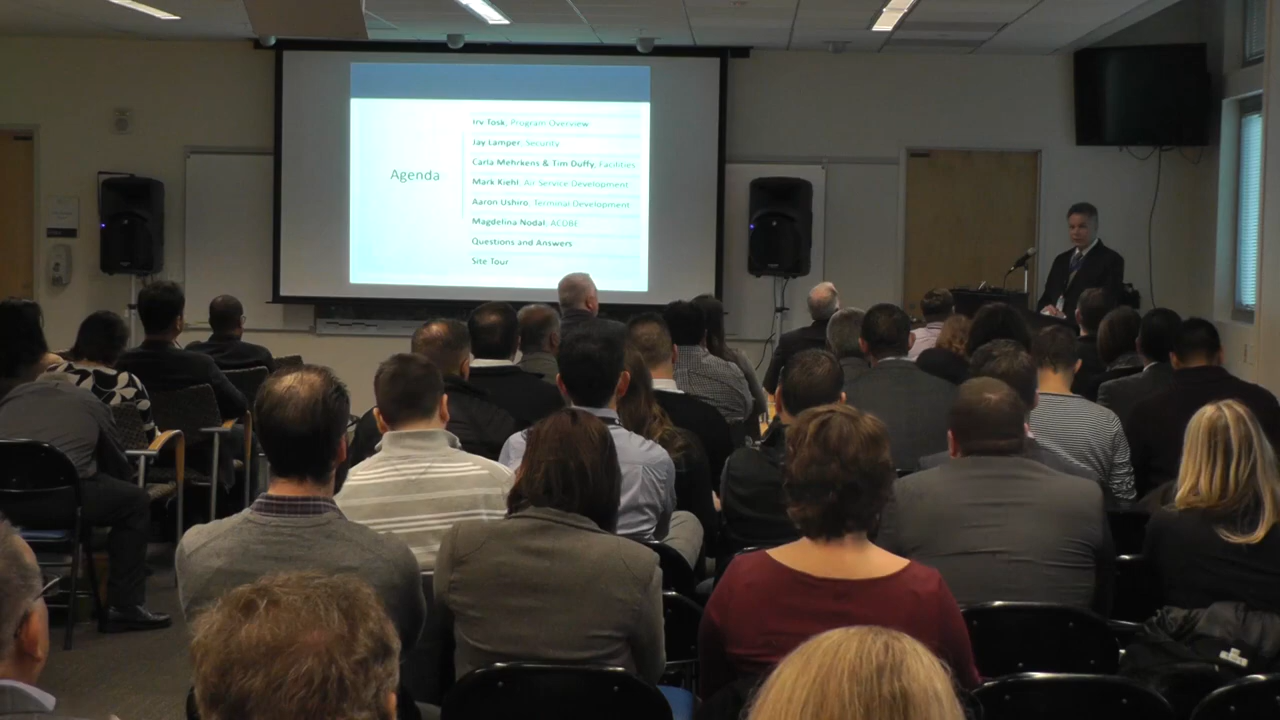 Agenda
Irv Tosk, Program Overview
Jay Lamper, Security
Carla Mehrkens & Tim Duffy, Facilities
Mark Kiehl, Air Service Development
Aaron Ushiro, Terminal Development
Magdelina Nodal, ACDBE
Questions and Answers
Site Tour